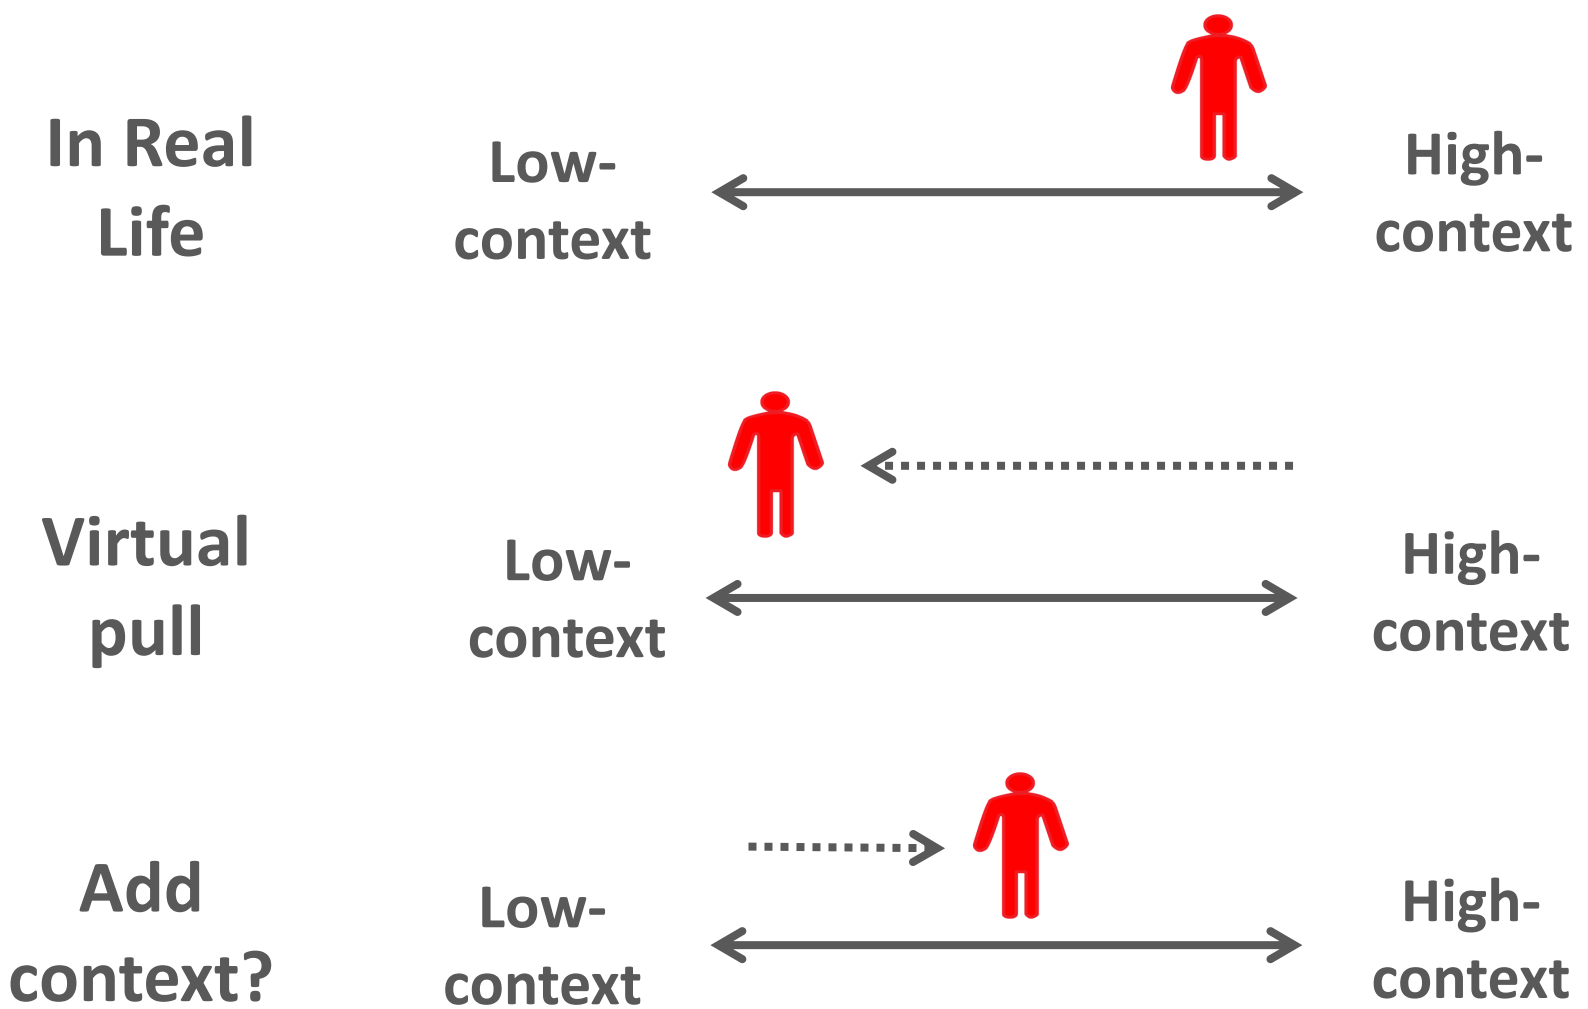 In Real
Life
Low-
context
High-
context
Virtual
pull
Low-
context
High-
context
Add
context?
Low-
context
High-
context